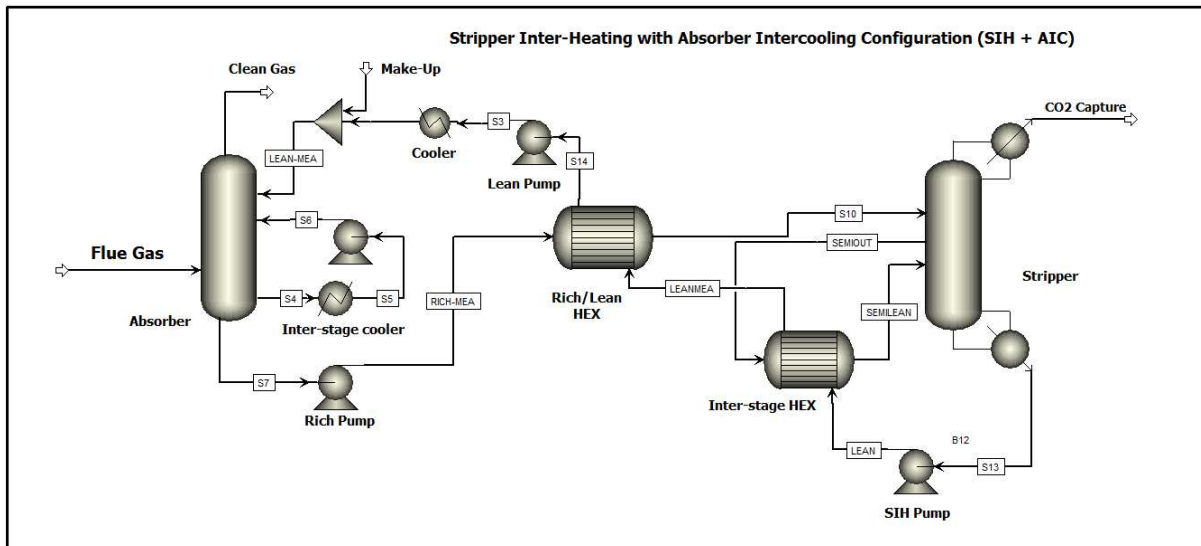 Stripper Inter-Heating with Absorber Intercooling Configuration (SIH + AIC)
Clean Gas
Make-Up
CO2 Capture
S3
Cooler
S14
LEAN-MEA
Lean Pump
S6
S10
SEMIOUT
Flue Gas
Stripper
LEANMEA
S4
S5
RICH-MEA
Rich/Lean
HEX
SEMILEAN
Absorber
Inter-stage cooler
S7
Inter-stage HEX
Rich Pump
B12
LEAN
S13
SIH Pump